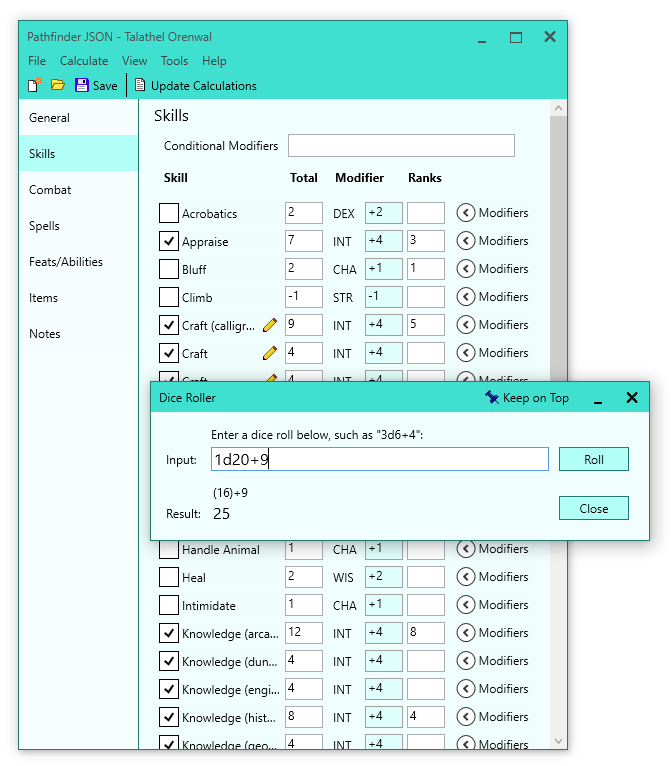 Pathfinder JSON - Talathel Orenwal
File Calculate View Tools Help
Save Update Calculations
General
Skills
Combat
Spells
Feats/Abilities
Items
Notes
Skills
Conditional Modifiers
Skill Total Modifier Ranks
Acrobatics 2 DEX +2 Modifiers
Appraise 7 INT +4 3 Modifiers
Bluff 2 CHA +1 1 Modifiers
Climb -1 STR -1 Modifiers
Craft (calligr... 9 INT +4 5 Modifiers
Craft 4 INT +4 Modifiers
Craft 4 INT +4 Modifiers
Dice Roller Keep on Top
Enter a dice roll below, such as "3d6+4":
Input: 1d20+9 Roll
(16)+9
Result: 25 Close
Handle Animal 1 CHA +1 Modifiers
Heal 2 WIS +2 Modifiers
Intimidate 1 CHA +1 Modifiers
Knowledge (arca... 12 INT +4 8 Modifiers
Knowledge (dun... 4 INT +4 Modifiers
Knowledge (engi... 4 INT +4 Modifiers
Knowledge (hist... 8 INT +4 4 Modifiers
Knowledge (geo... 4 INT +4 Modifiers